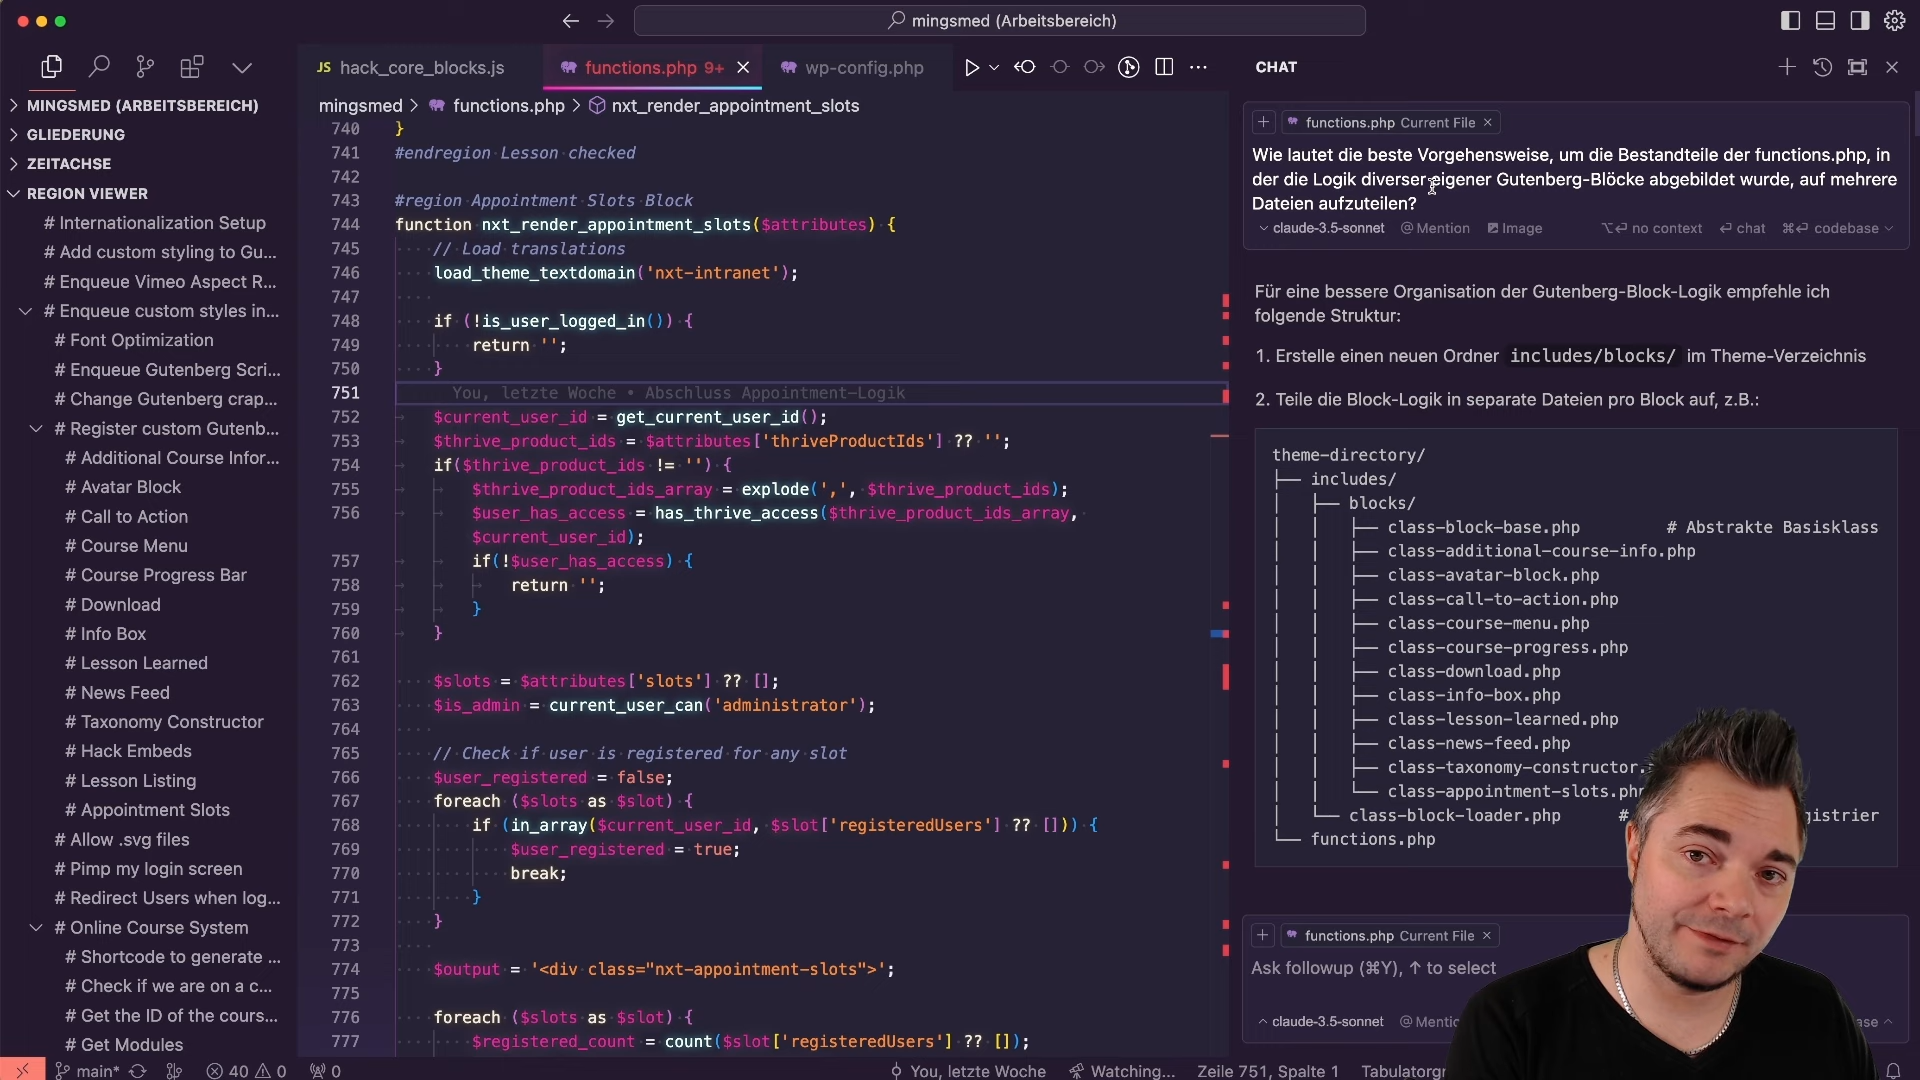 mingsmed (Arbeitsbereich)
JS hack_core_blocks.js
functions.php 9+
wp-config.php
CHAT
MINGSMED (ARBEITSBEREICH)
GLIEDERUNG
ZEITACHSE
REGION VIEWER
# Internationalization Setup
# Add custom styling to Gu...
# Enqueue Vimeo Aspect R...
# Enqueue custom styles in...
# Font Optimization
# Enqueue Gutenberg Scri...
# Change Gutenberg crap...
# Register custom Gutenb...
# Additional Course Infor...
# Avatar Block
# Call to Action
# Course Menu
# Course Progress Bar
# Download
# Info Box
# Lesson Learned
# News Feed
# Taxonomy Constructor
# Hack Embeds
# Lesson Listing
# Appointment Slots
# Allow .svg files
# Pimp my login screen
# Redirect Users when log...
# Online Course System
# Shortcode to generate ...
# Check if we are on a c...
# Get the ID of the cours...
# Get Modules
mingsmed > functions.php > nxt_render_appointment_slots
740 }
741 #endregion Lesson checked
742
743 #region Appointment Slots Block
744 function nxt_render_appointment_slots($attributes) {
745 // Load translations
746 load_theme_textdomain('nxt-intranet');
747
748 if (!is_user_logged_in()) {
749 return '';
750 }
751 You, letzte Woche • Abschluss Appointment-Logik
752 $current_user_id = get_current_user_id();
753 $thrive_product_ids = $attributes['thriveProductIds'] ?? '';
754 if($thrive_product_ids != '') {
755 $thrive_product_ids_array = explode(',', $thrive_product_ids);
756 $user_has_access = has_thrive_access($thrive_product_ids_array,
$current_user_id);
757 if(!$user_has_access) {
758 return '';
759 }
760 }
761
762 $slots = $attributes['slots'] ?? [];
763 $is_admin = current_user_can('administrator');
764
765 // Check if user is registered for any slot
766 $user_registered = false;
767 foreach ($slots as $slot) {
768 if (in_array($current_user_id, $slot['registeredUsers'] ?? [])) {
769 $user_registered = true;
770 break;
771 }
772 }
773
774 $output = '<div class="nxt-appointment-slots">';
775
776 foreach ($slots as $slot) {
777 $registered_count = count($slot['registeredUsers'] ?? []);
functions.php Current File
Wie lautet die beste Vorgehensweise, um die Bestandteile der functions.php, in
der die Logik diverser eigener Gutenberg-Blöcke abgebildet wurde, auf mehrere
Dateien aufzuteilen?
claude-3.5-sonnet @Mention Image ⌥⏎ no context ⏎ chat ⌘⏎ codebase
Für eine bessere Organisation der Gutenberg-Block-Logik empfehle ich
folgende Struktur:
1. Erstelle einen neuen Ordner includes/blocks/ im Theme-Verzeichnis
2. Teile die Block-Logik in separate Dateien pro Block auf, z.B.:
theme-directory/
├── includes/
│ ├── blocks/
│ │ ├── class-block-base.php # Abstrakte Basisklass
│ │ ├── class-additional-course-info.php
│ │ ├── class-avatar-block.php
│ │ ├── class-call-to-action.php
│ │ ├── class-course-menu.php
│ │ ├── class-course-progress.php
│ │ ├── class-download.php
│ │ ├── class-info-box.php
│ │ ├── class-lesson-learned.php
│ │ ├── class-news-feed.php
│ │ ├── class-taxonomy-constructor.
│ │ └── class-appointment-slots.php
│ └── class-block-loader.php # gistrier
└── functions.php
functions.php Current File
Ask followup (⌘Y), ↑ to select
claude-3.5-sonnet @Mentio ase
main* 40 0 0 You, letzte Woche Watching... Zeile 751, Spalte 1 Tabulatorgr